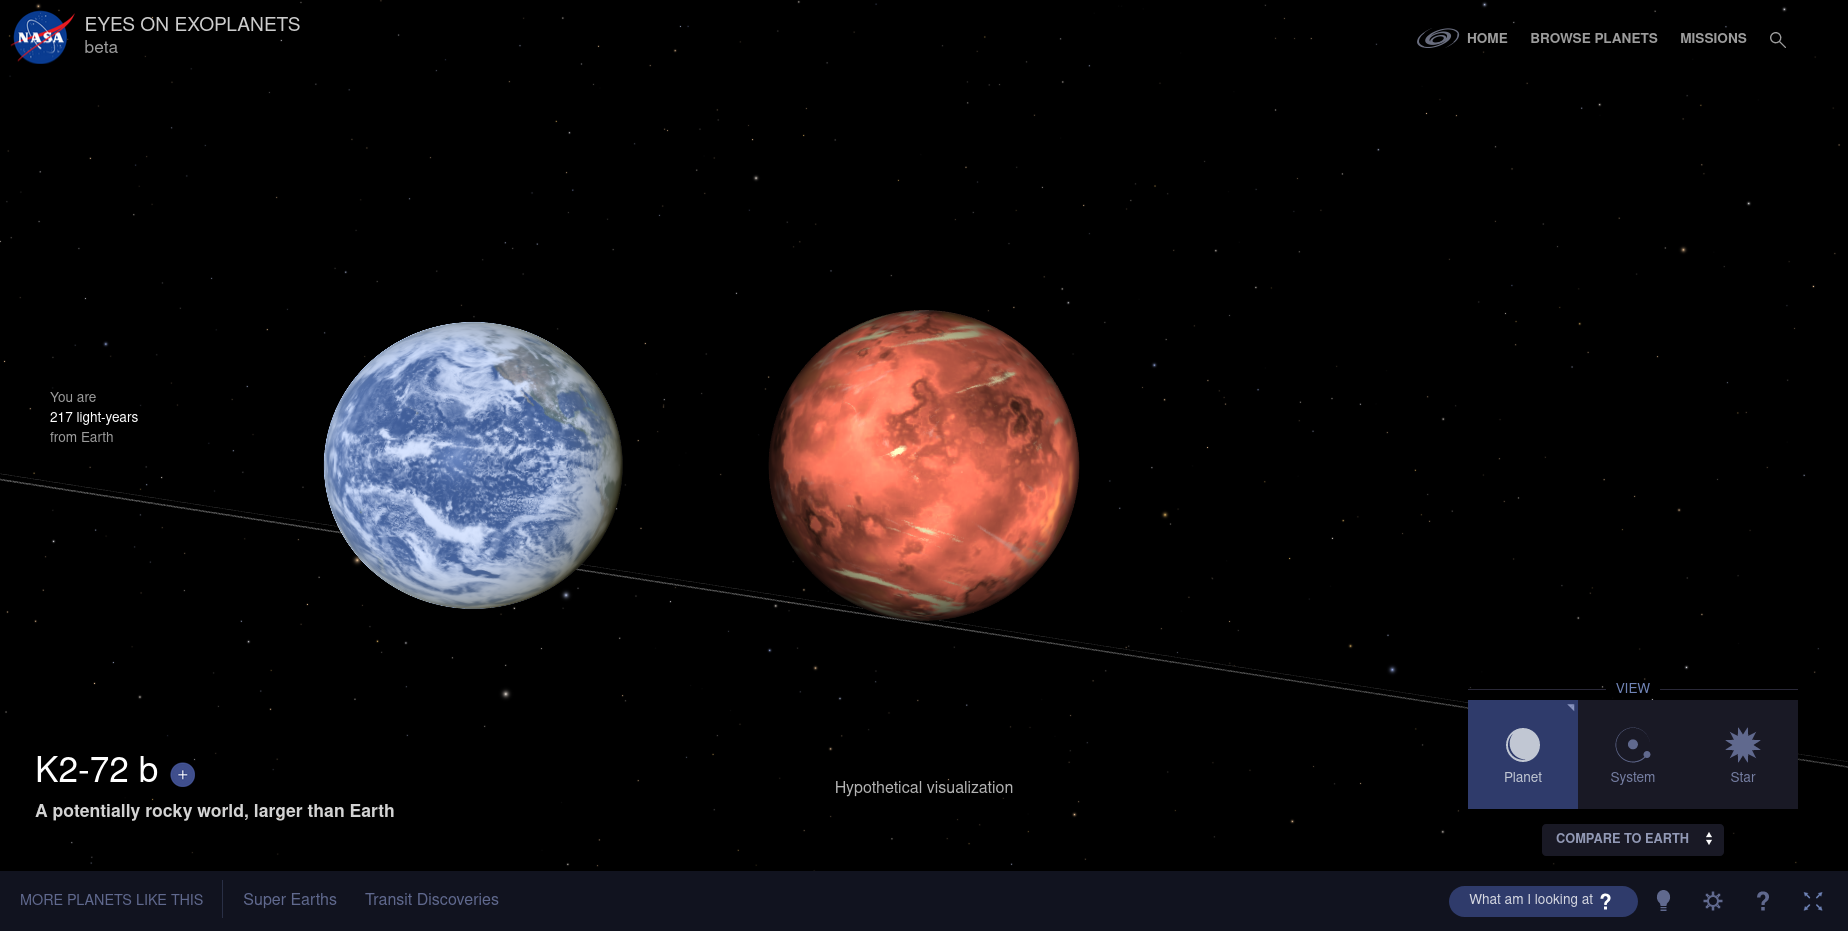 NASA
EYES ON EXOPLANETS
beta
HOME
BROWSE PLANETS
MISSIONS
You are
217 light-years
from Earth
VIEW
Planet
System
Star
K2-72 b
+
A potentially rocky world, larger than Earth
Hypothetical visualization
COMPARE TO EARTH
MORE PLANETS LIKE THIS
Super Earths
Transit Discoveries
What am I looking at ?
?